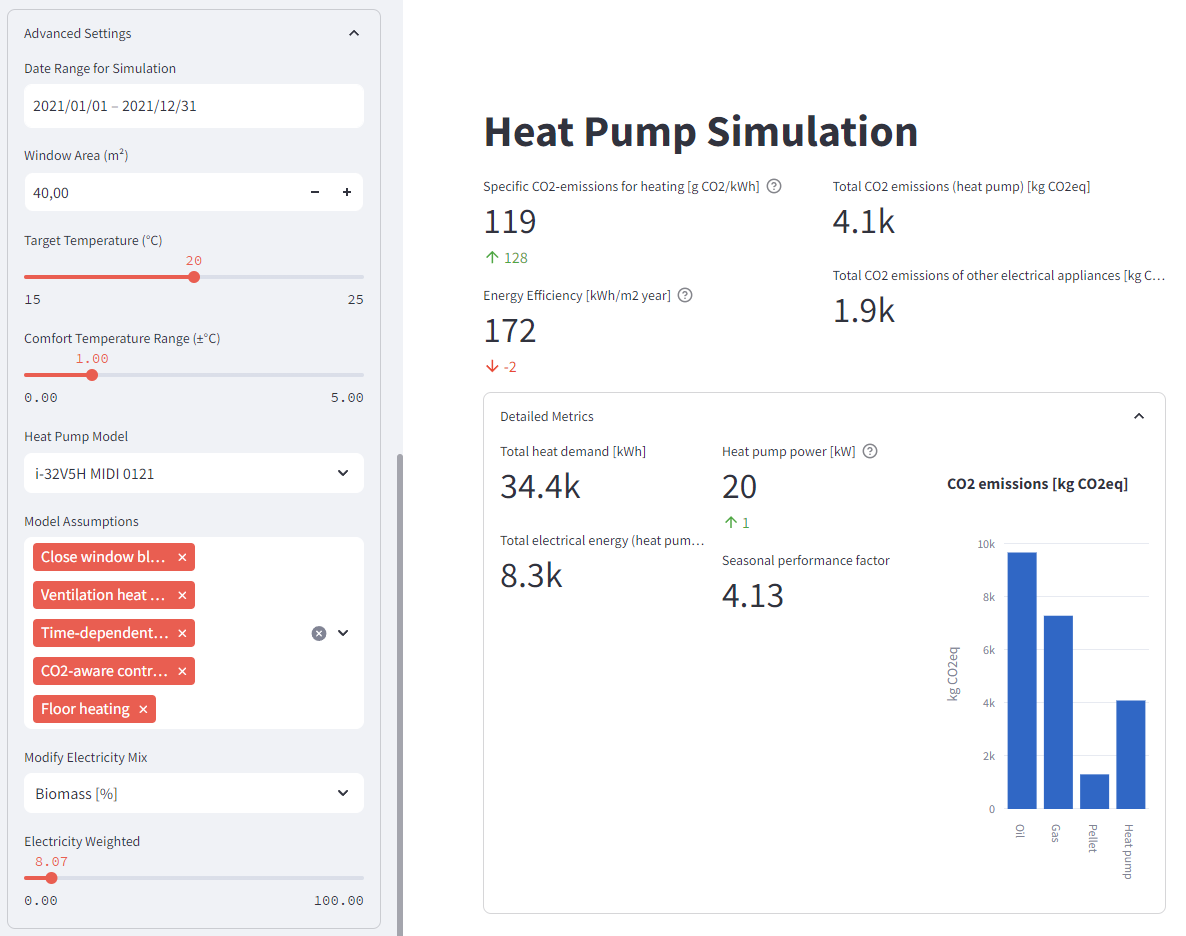 Advanced Settings
Date Range for Simulation
2021/01/01 – 2021/12/31
Window Area (m²)
40,00
Target Temperature (°C)
20
15 25
Comfort Temperature Range (±°C)
1.00
0.00 5.00
Heat Pump Model
i-32V5H MIDI 0121
Model Assumptions
Close window bl...
Ventilation heat ...
Time-dependent...
CO2-aware contr...
Floor heating
Modify Electricity Mix
Biomass [%]
Electricity Weighted
8.07
0.00 100.00
Heat Pump Simulation
Specific CO2-emissions for heating [g CO2/kWh]
119
128
Energy Efficiency [kWh/m2 year]
172
-2
Total CO2 emissions (heat pump) [kg CO2eq]
4.1k
Total CO2 emissions of other electrical appliances [kg C...
1.9k
Detailed Metrics
Total heat demand [kWh]
34.4k
Total electrical energy (heat pum...
8.3k
Heat pump power [kW]
20
1
Seasonal performance factor
4.13
CO2 emissions [kg CO2eq]
10k
8k
6k
4k
2k
0
kg CO2eq
Oil
Gas
Pellet
Heat pump